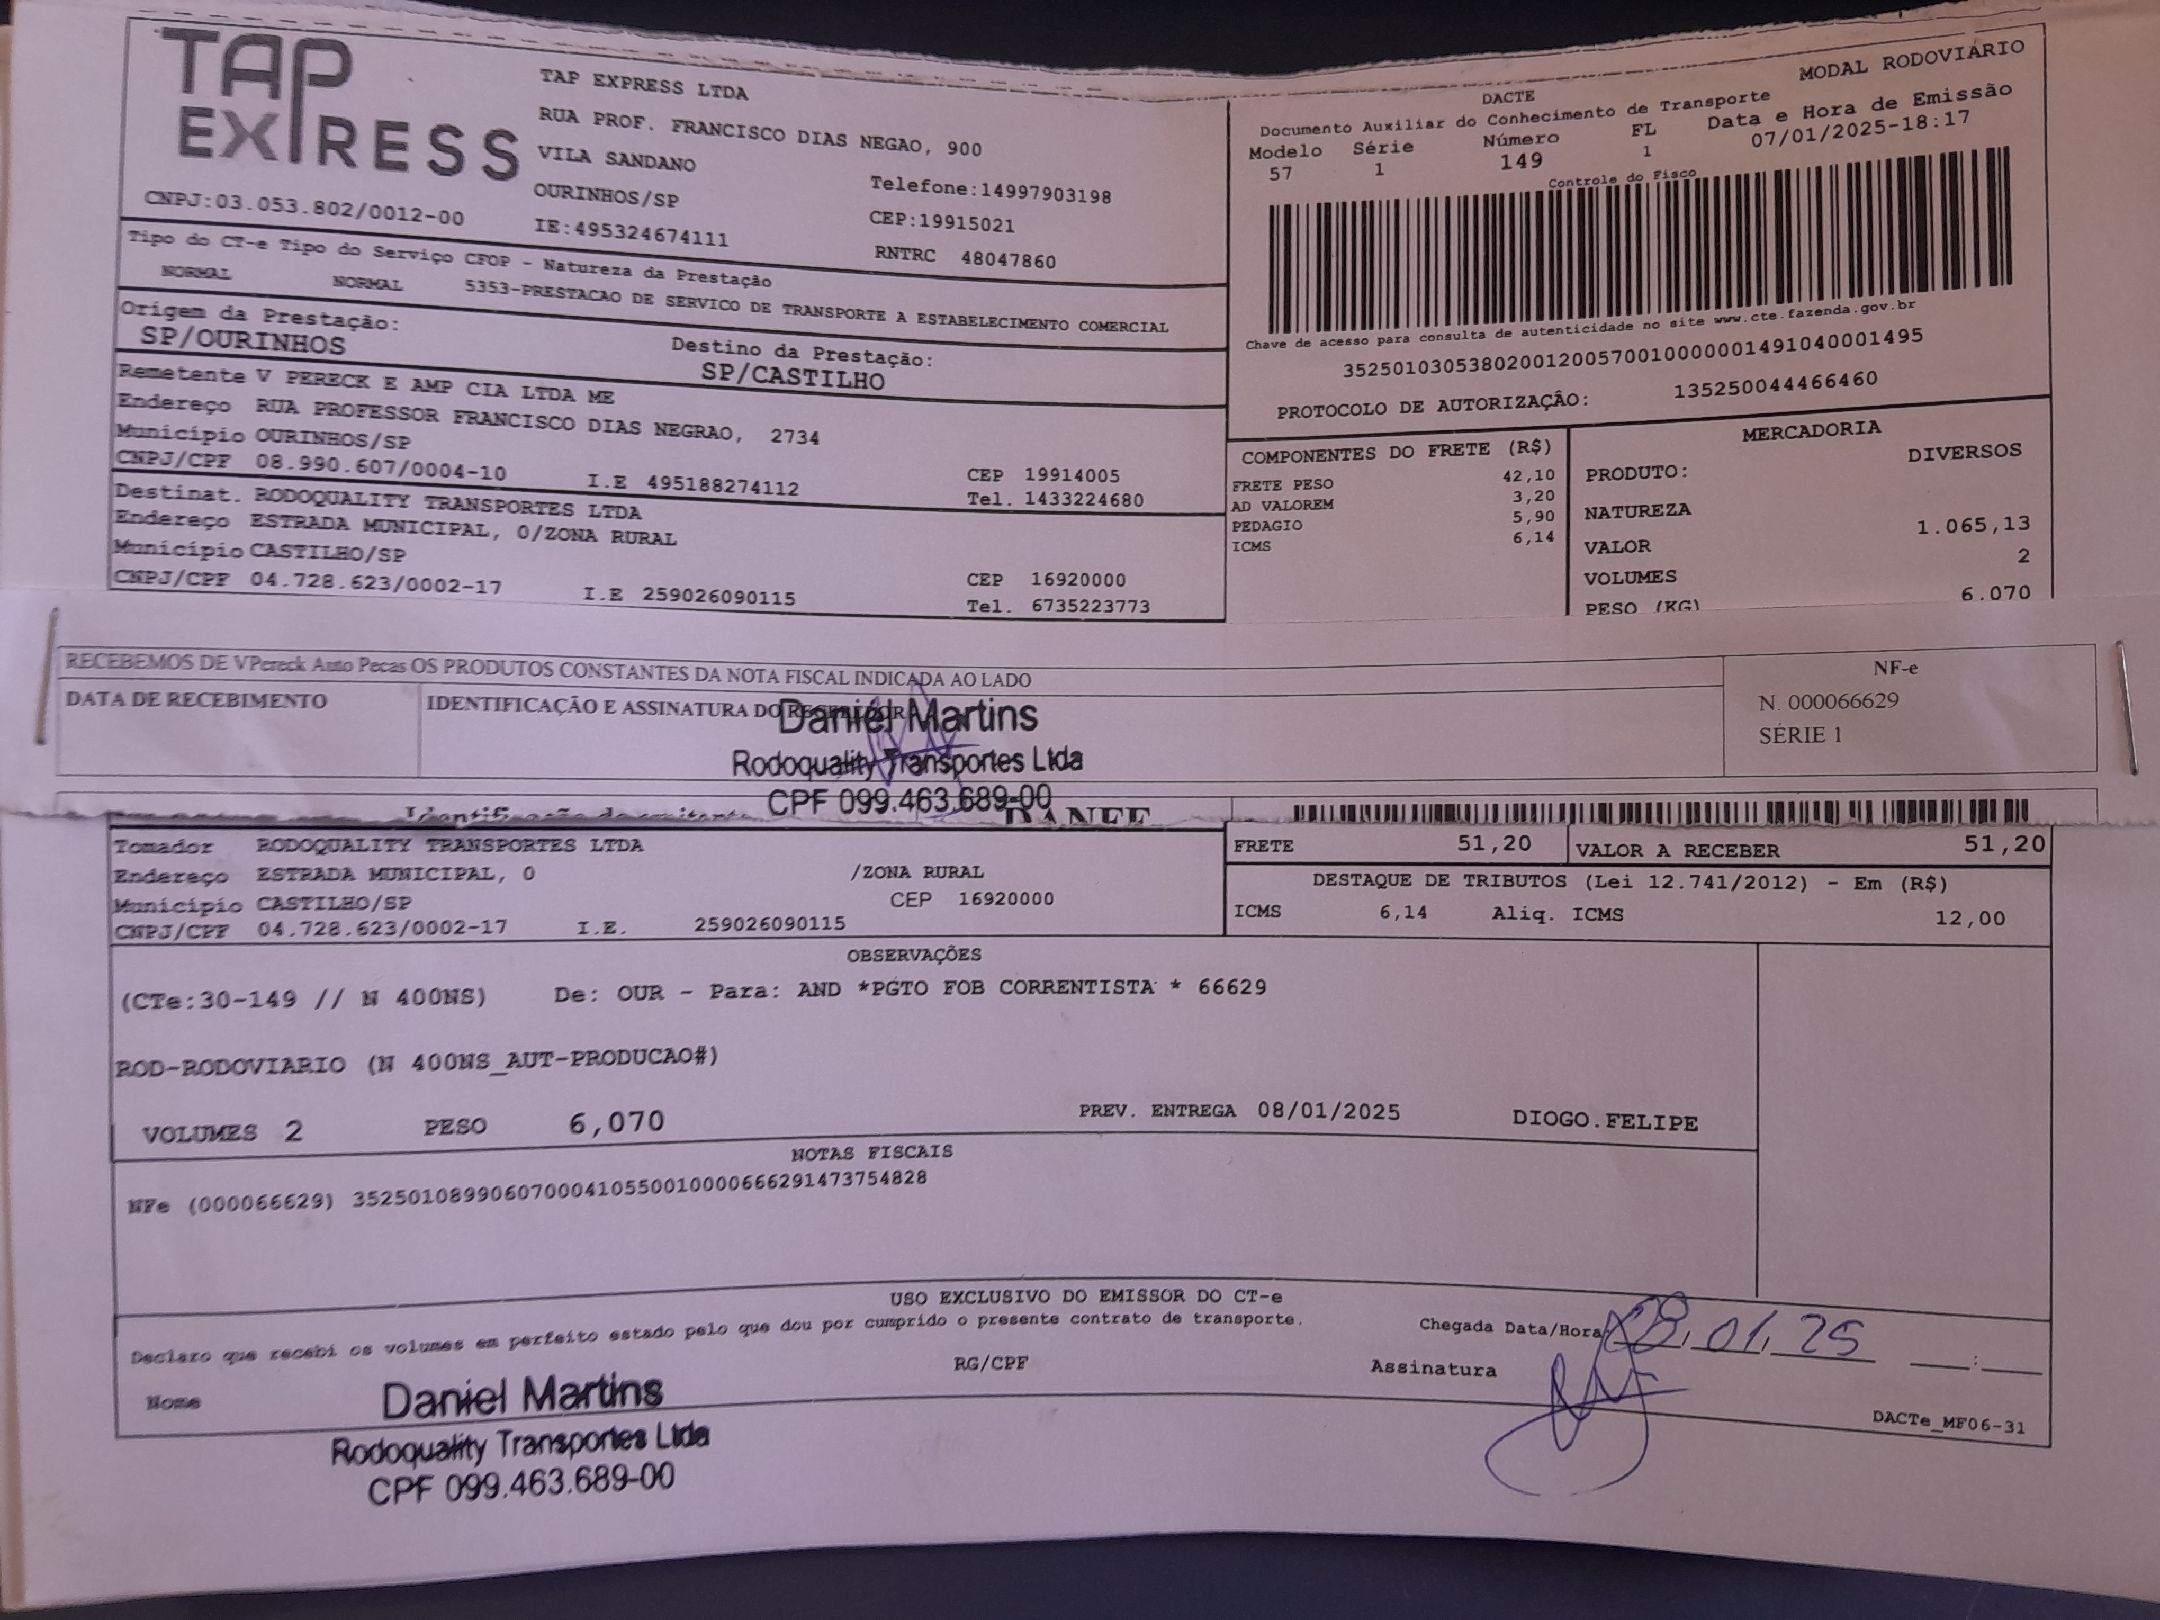 TAP EXPRESS
TAP EXPRESS LTDA
RUA PROF. FRANCISCO DIAS NEGAO, 900
VILA SANDANO
OURINHOS/SP
Telefone:14997903198
CEP:19915021
CNPJ:03.053.802/0012-00
IE:495324674111
RNTRC 48047860
MODAL RODOVIARIO
DACTE
Documento Auxiliar do Conhecimento de Transporte
Modelo Série Número FL Data e Hora de Emissão
57 1 149 1 07/01/2025-18:17
Controle do Fisco
Chave de acesso para consulta de autenticidade no site www.cte.fazenda.gov.br
35250103053802001200570010000001491040001495
PROTOCOLO DE AUTORIZAÇÃO: 135250044466460
Tipo do CT-e Tipo do Serviço CFOP - Natureza da Prestação
NORMAL NORMAL 5353-PRESTACAO DE SERVICO DE TRANSPORTE A ESTABELECIMENTO COMERCIAL
Origem da Prestação: Destino da Prestação:
SP/OURINHOS SP/CASTILHO
Remetente V PERECK E AMP CIA LTDA ME
Endereço RUA PROFESSOR FRANCISCO DIAS NEGRAO, 2734
Município OURINHOS/SP CEP 19914005
CNPJ/CPF 08.990.607/0004-10 I.E 495188274112 Tel. 1433224680
Destinat. RODOQUALITY TRANSPORTES LTDA
Endereço ESTRADA MUNICIPAL, 0/ZONA RURAL
Município CASTILHO/SP CEP 16920000
CNPJ/CPF 04.728.623/0002-17 I.E 259026090115 Tel. 6735223773
COMPONENTES DO FRETE (R$)
FRETE PESO 42,10
AD VALOREM 3,20
PEDAGIO 5,90
ICMS 6,14
MERCADORIA
PRODUTO: DIVERSOS
NATUREZA
VALOR 1.065,13
VOLUMES 2
PESO (KG) 6.070
RECEBEMOS DE VPereck Auto Pecas OS PRODUTOS CONSTANTES DA NOTA FISCAL INDICADA AO LADO
DATA DE RECEBIMENTO
IDENTIFICAÇÃO E ASSINATURA DO RECEBEDOR
Daniel Martins
Rodoquality Transportes Ltda
CPF 099.463.689-00
NF-e
N. 000066629
SÉRIE 1
Identificação do emitente DANFE
Tomador RODOQUALITY TRANSPORTES LTDA
Endereço ESTRADA MUNICIPAL, 0 /ZONA RURAL
Município CASTILHO/SP CEP 16920000
CNPJ/CPF 04.728.623/0002-17 I.E. 259026090115
FRETE 51,20 VALOR A RECEBER 51,20
DESTAQUE DE TRIBUTOS (Lei 12.741/2012) - Em (R$)
ICMS 6,14 Aliq. ICMS 12,00
OBSERVAÇÕES
(CTe:30-149 // N 400NS) De: OUR - Para: AND *PGTO FOB CORRENTISTA * 66629
ROD-RODOVIARIO (N 400NS_AUT-PRODUCAO#)
VOLUMES 2 PESO 6,070 PREV. ENTREGA 08/01/2025 DIOGO.FELIPE
NOTAS FISCAIS
NFe (000066629) 35250108990607000410550010000666291473754828
USO EXCLUSIVO DO EMISSOR DO CT-e
Declaro que recebi os volumes em perfeito estado pelo que dou por cumprido o presente contrato de transporte.
Chegada Data/Hora 08.01.25 :
Nome RG/CPF Assinatura
Daniel Martins
Rodoquality Transportes Ltda
CPF 099.463.689-00
DACTe_MF06-31